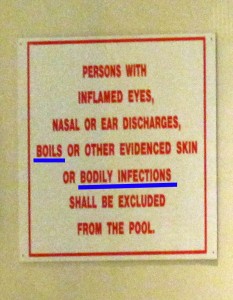 PERSONS WITH
INFLAMED EYES,
NASAL OR EAR DISCHARGES,
BOILS OR OTHER EVIDENCED SKIN
OR BODILY INFECTIONS
SHALL BE EXCLUDED
FROM THE POOL.